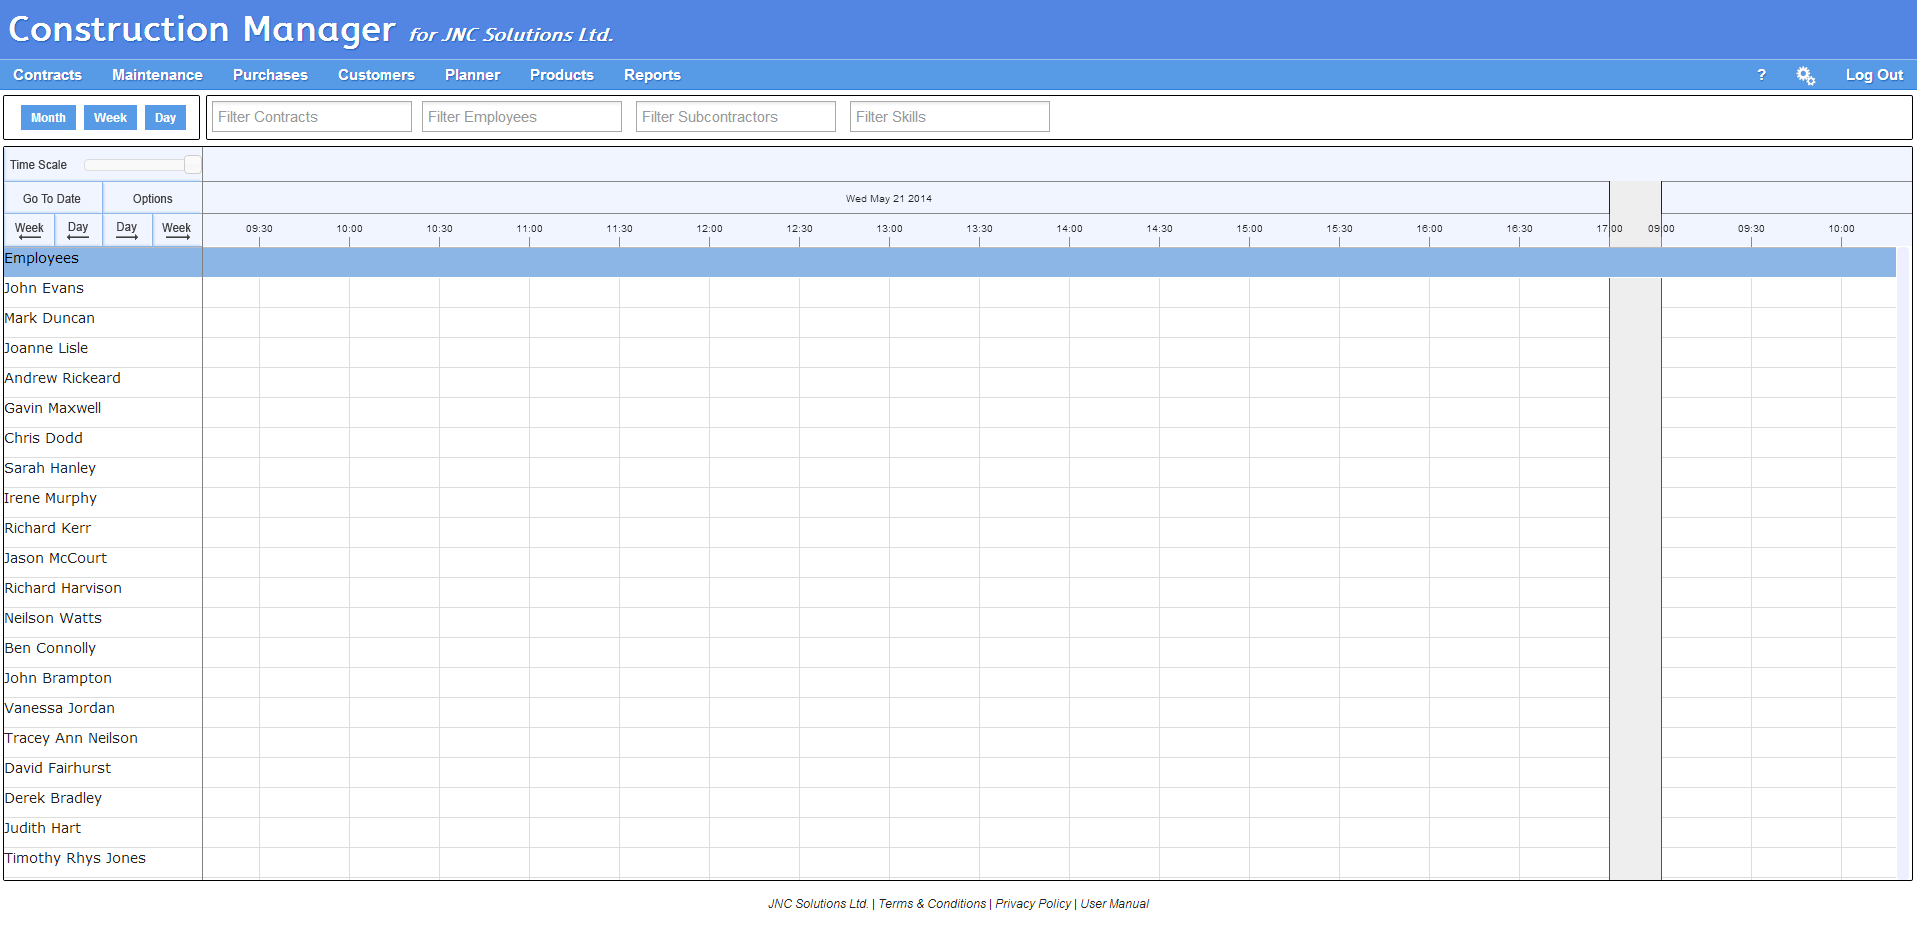 Construction Manager for JNC Solutions Ltd.
Contracts Maintenance Purchases Customers Planner Products Reports ? Log Out
Month Week Day Filter Contracts Filter Employees Filter Subcontractors Filter Skills
Time Scale
Go To Date Options Wed May 21 2014
Week Day Day Week 09:30 10:00 10:30 11:00 11:30 12:00 12:30 13:00 13:30 14:00 14:30 15:00 15:30 16:00 16:30 17:00 09:00 09:30 10:00
Employees
John Evans
Mark Duncan
Joanne Lisle
Andrew Rickeard
Gavin Maxwell
Chris Dodd
Sarah Hanley
Irene Murphy
Richard Kerr
Jason McCourt
Richard Harvison
Neilson Watts
Ben Connolly
John Brampton
Vanessa Jordan
Tracey Ann Neilson
David Fairhurst
Derek Bradley
Judith Hart
Timothy Rhys Jones
JNC Solutions Ltd. | Terms & Conditions | Privacy Policy | User Manual